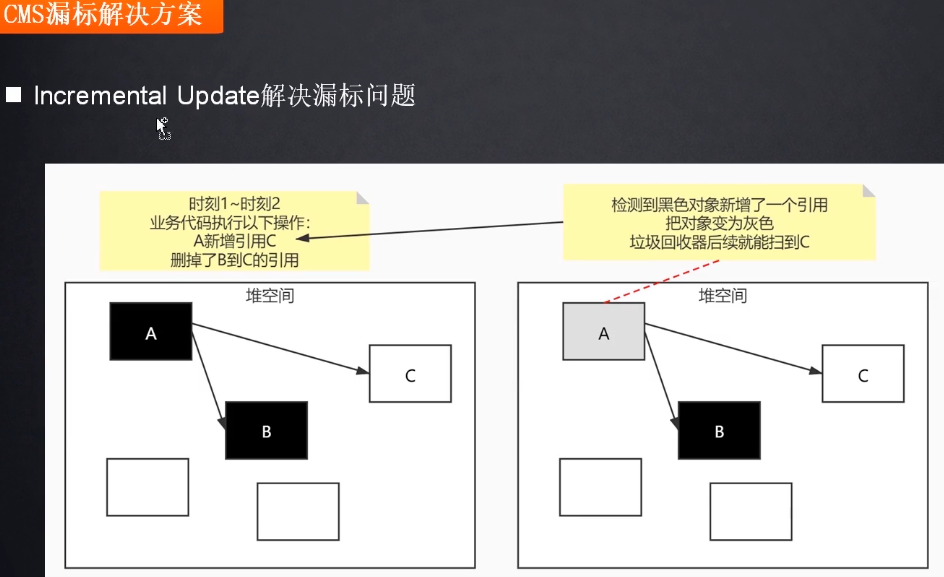 CMS漏标解决方案
Incremental Update解决漏标问题
时刻1~时刻2
业务代码执行以下操作：
A新增引用C
删掉了B到C的引用
检测到黑色对象新增了一个引用
把对象变为灰色
垃圾回收器后续就能扫到C
堆空间
A
C
B
堆空间
A
C
B